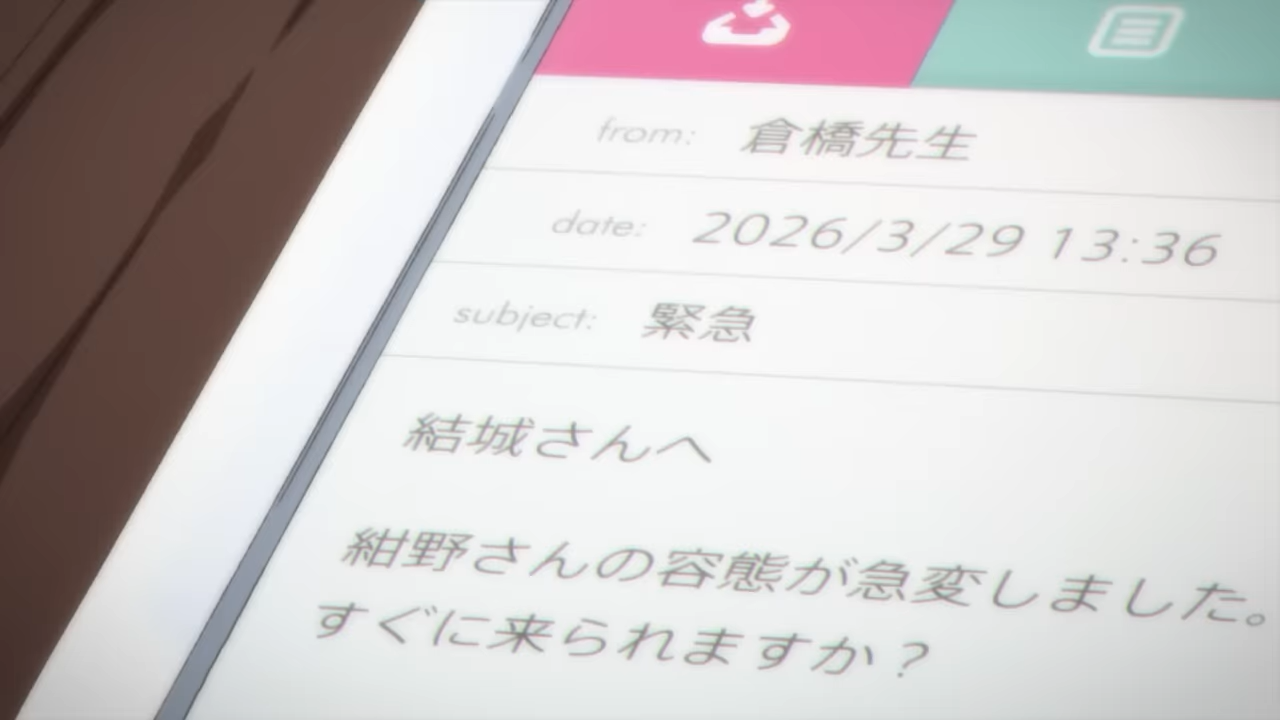 from: 倉橋先生
date: 2026/3/29 13:36
subject: 緊急
結城さんへ
紺野さんの容態が急変しました。
すぐに来られますか？